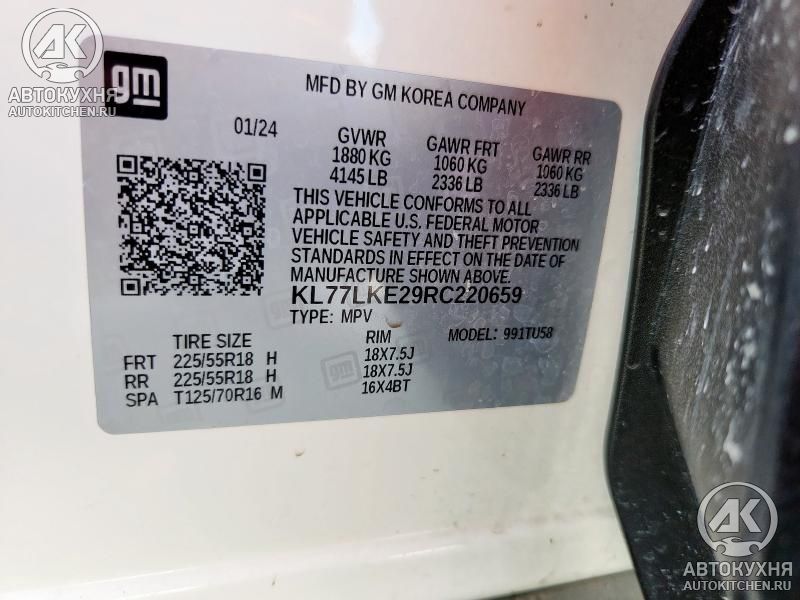 AK
АВТОКУХНЯ
AUTOKITCHEN.RU
gm
MFD BY GM KOREA COMPANY
01/24 GVWR GAWR FRT GAWR RR
1880 KG 1060 KG 1060 KG
4145 LB 2336 LB 2336 LB
THIS VEHICLE CONFORMS TO ALL
APPLICABLE U.S. FEDERAL MOTOR
VEHICLE SAFETY AND THEFT PREVENTION
STANDARDS IN EFFECT ON THE DATE OF
MANUFACTURE SHOWN ABOVE.
KL77LKE29RC220659
TYPE: MPV MODEL: 991TU58
TIRE SIZE RIM
FRT 225/55R18 H 18X7.5J
RR 225/55R18 H 18X7.5J
SPA T125/70R16 M 16X4BT
AK
АВТОКУХНЯ
AUTOKITCHEN.RU